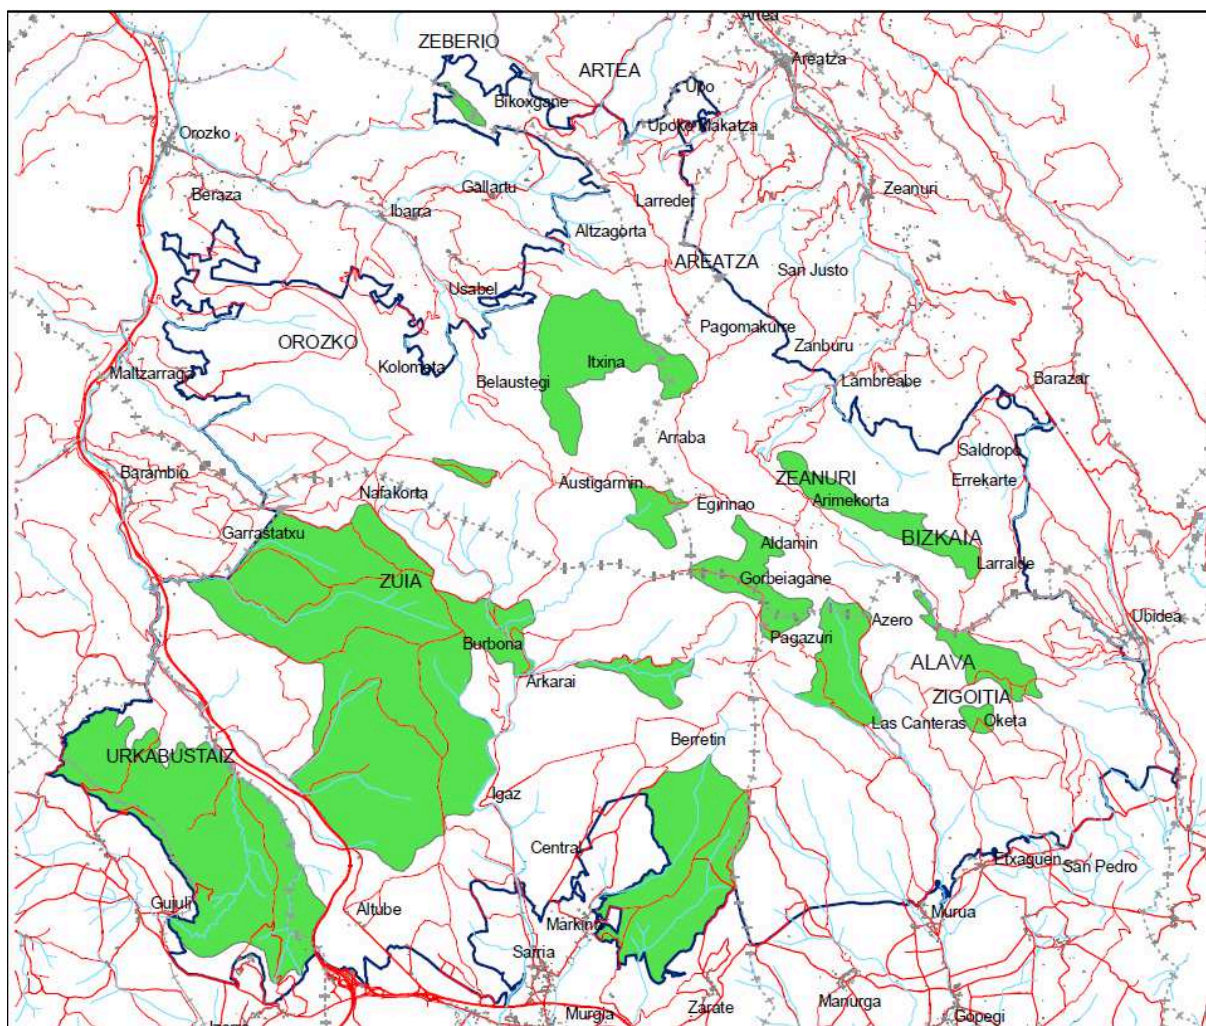 Artea
ZEBERIO
Areatza
ARTEA
Upo
Bikoxgane
Upoko Makatza
Orozko
Zeanuri
Gallartu
Beraza
Larreder
Ibarra
Altzagorta
AREATZA
San Justo
Usabel
Pagomakurre
OROZKO
Zanburu
Itxina
Kolometa
Maltzarraga
Belaustegi
Lambreabe
Barazar
Arraba
Saldropo
Barambio
ZEANURI
Errekarte
Austigarmin
Nafakorta
Arimekorta
Egirinao
Garrastatxu
BIZKAIA
Aldamin
Larralde
ZUIA
Gorbeiagane
Ubidea
Azero
Burbona
Pagazuri
ALAVA
Arkarai
ZIGOITIA
Las Canteras
Oketa
Berretin
URKABUSTAIZ
Igaz
Central
Etxaguen
San Pedro
Gujuli
Altube
Murua
Markino
Sarria
Manurga
Zarate
Murgia
Gopegi